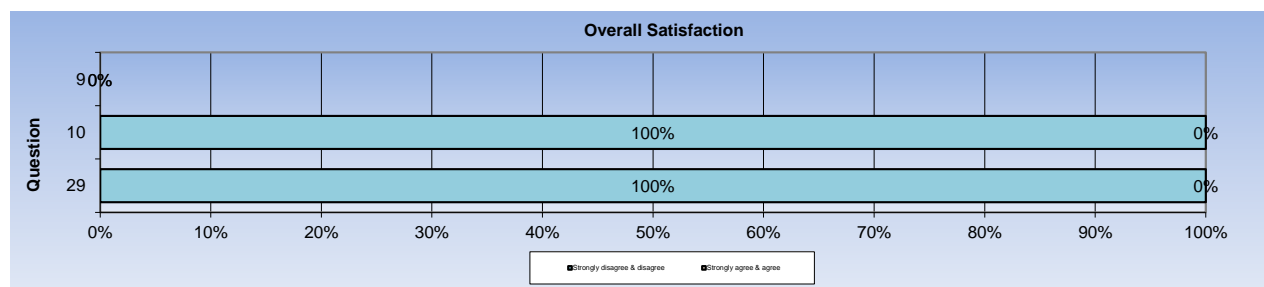 Overall Satisfaction
Question
9 0% 0%
10 100% 0%
29 100% 0%
0% 10% 20% 30% 40% 50% 60% 70% 80% 90% 100%
Strongly disagree & disagree Strongly agree & agree